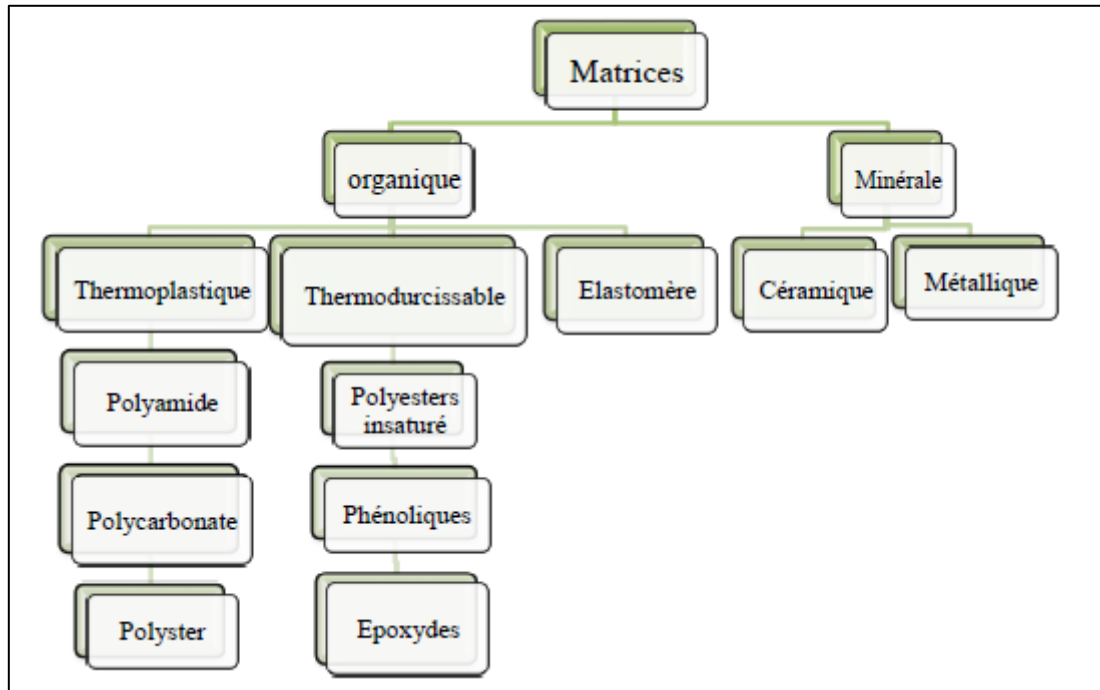 Matrices
organique
Minérale
Thermoplastique
Thermodurcissable
Elastomère
Céramique
Métallique
Polyamide
Polyesters
insaturé
Polycarbonate
Phénoliques
Polyster
Epoxydes